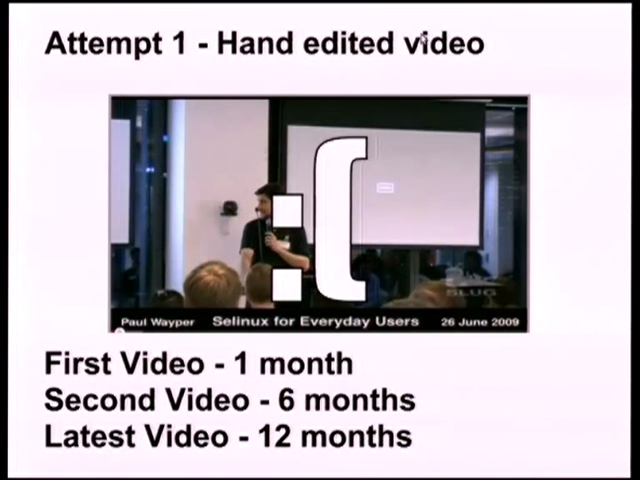 Attempt 1 - Hand edited video
:(
SLUG
Paul Wayper Selinux for Everyday Users 26 June 2009
First Video - 1 month
Second Video - 6 months
Latest Video - 12 months